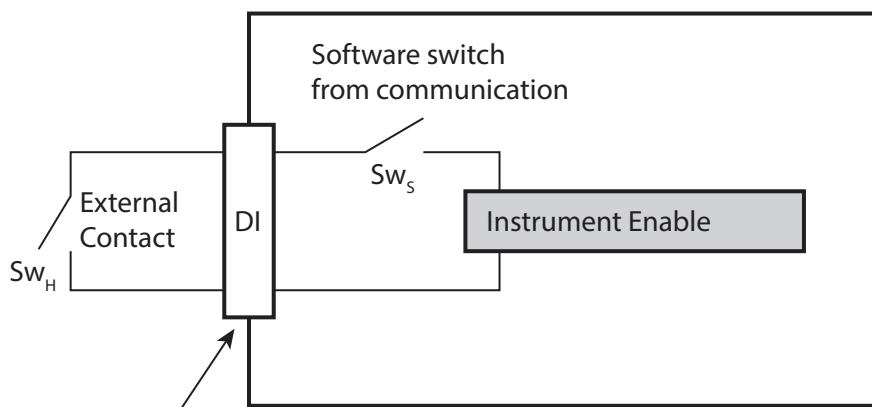 Software switch
from communication
Sw_S
External
Contact
DI
Instrument Enable
Sw_H